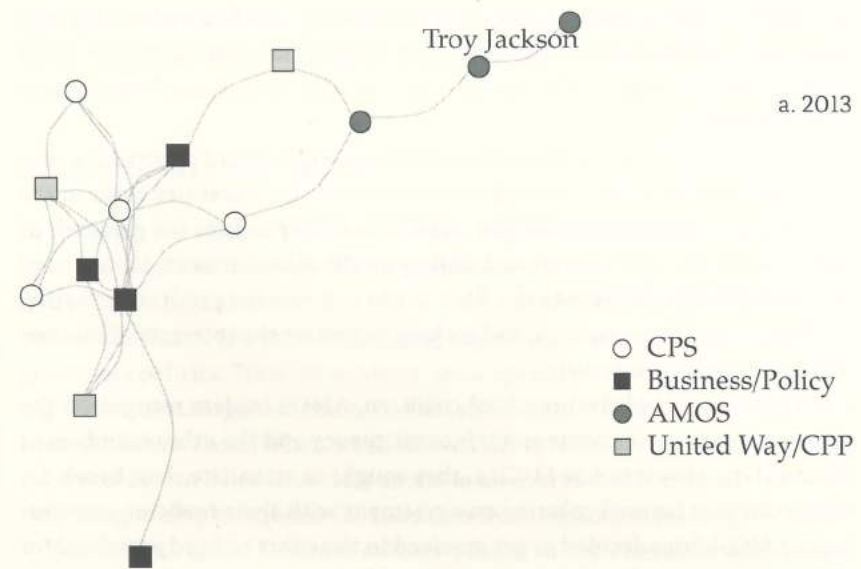 Troy Jackson
a. 2013
CPS
Business/Policy
AMOS
United Way/CPP